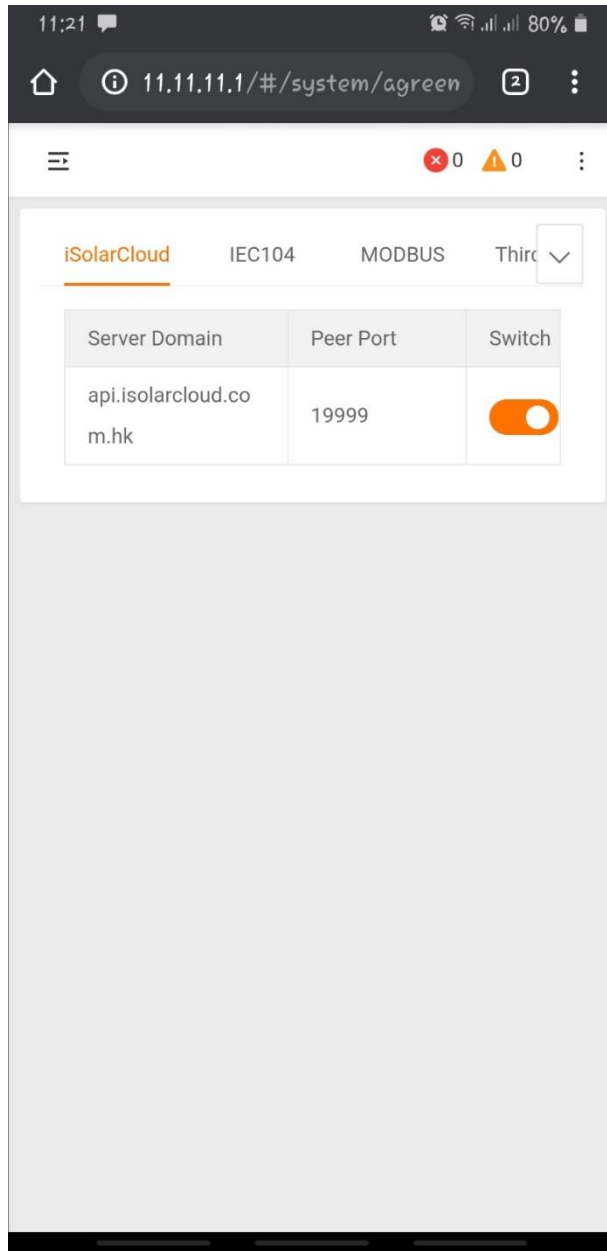 11:21 80%
11.11.11.1/#/system/agreen 2
0 0
iSolarCloud IEC104 MODBUS Third
Server Domain Peer Port Switch
api.isolarcloud.co 19999
m.hk